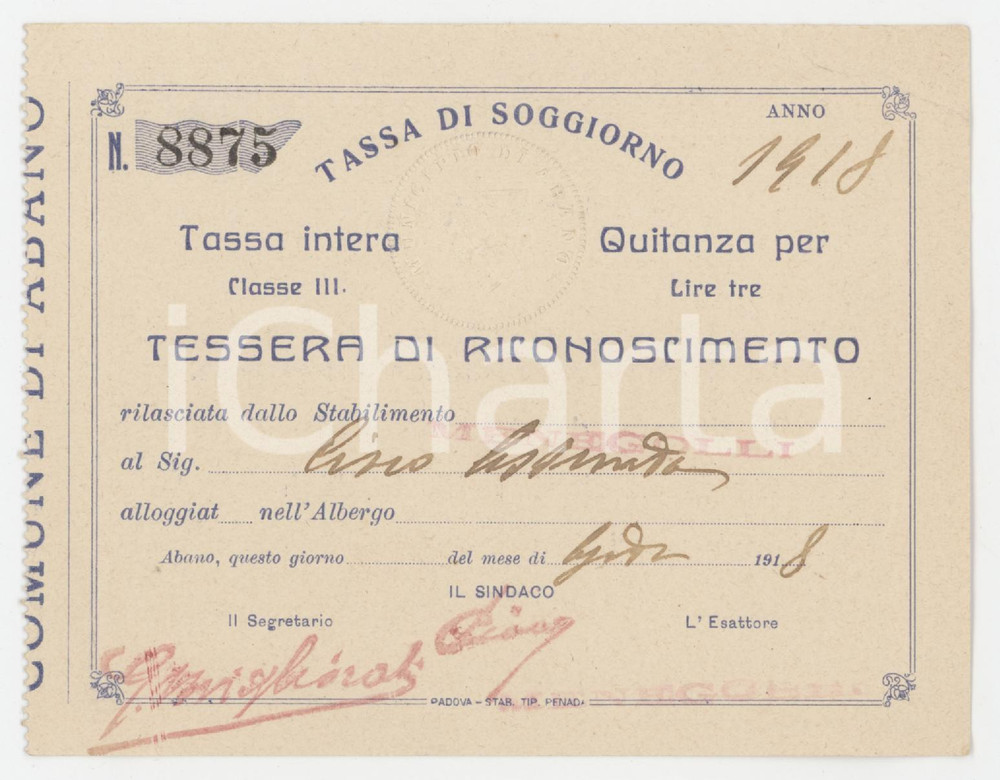 COMUNE DI ABANO
N. 8875
TASSA DI SOGGIORNO
ANNO
1918
Tassa intera
Quitanza per
Classe III.
Lire tre
TESSERA DI RICONOSCIMENTO
iCharta
rilasciata dallo Stabilimento
al Sig.
alloggiat nell'Albergo
Abano, questo giorno del mese di 1918
IL SINDACO
Il Segretario
L' Esattore
PADOVA - STAB. TIP. PENADA